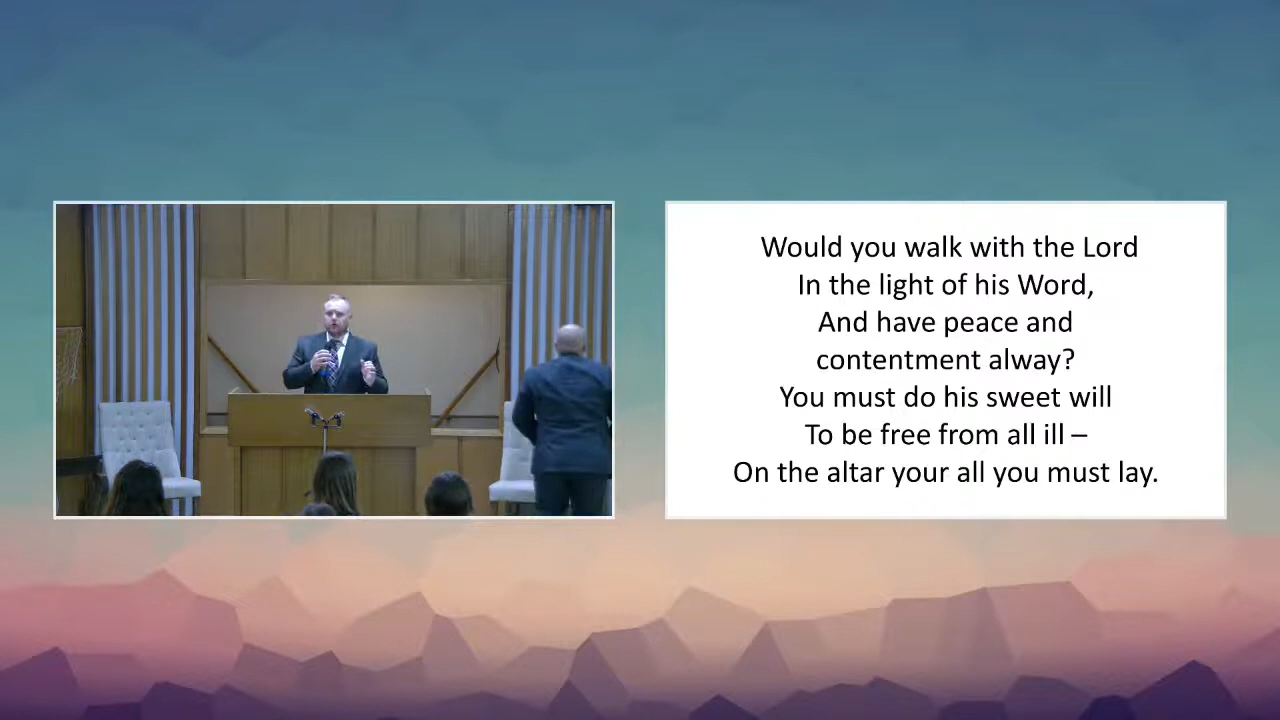 Would you walk with the Lord
In the light of his Word,
And have peace and
contentment alway?
You must do his sweet will
To be free from all ill –
On the altar your all you must lay.